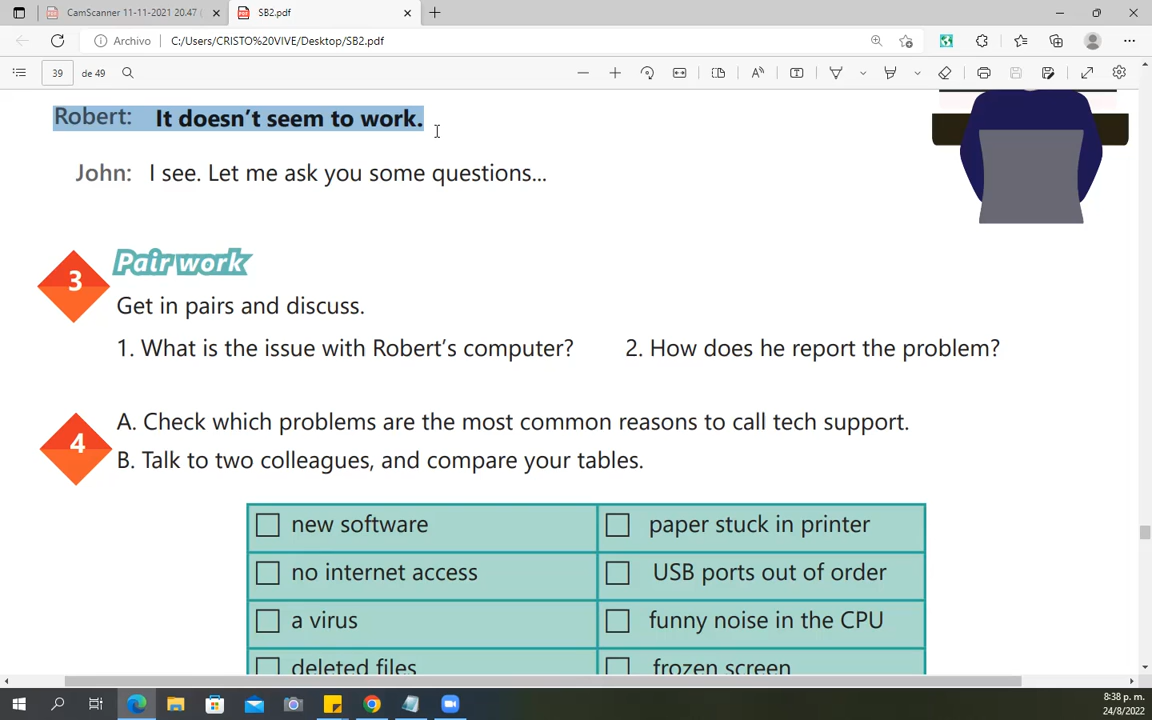 CamScanner 11-11-2021 20.47
SB2.pdf
Archivo
C:/Users/CRISTO%20VIVE/Desktop/SB2.pdf
39 de 49
Robert: It doesn't seem to work.
John: I see. Let me ask you some questions...
3 Pair work
Get in pairs and discuss.
1. What is the issue with Robert's computer? 2. How does he report the problem?
4
A. Check which problems are the most common reasons to call tech support.
B. Talk to two colleagues, and compare your tables.
new software paper stuck in printer
no internet access USB ports out of order
a virus funny noise in the CPU
deleted files frozen screen
8:38 p. m.
24/8/2022